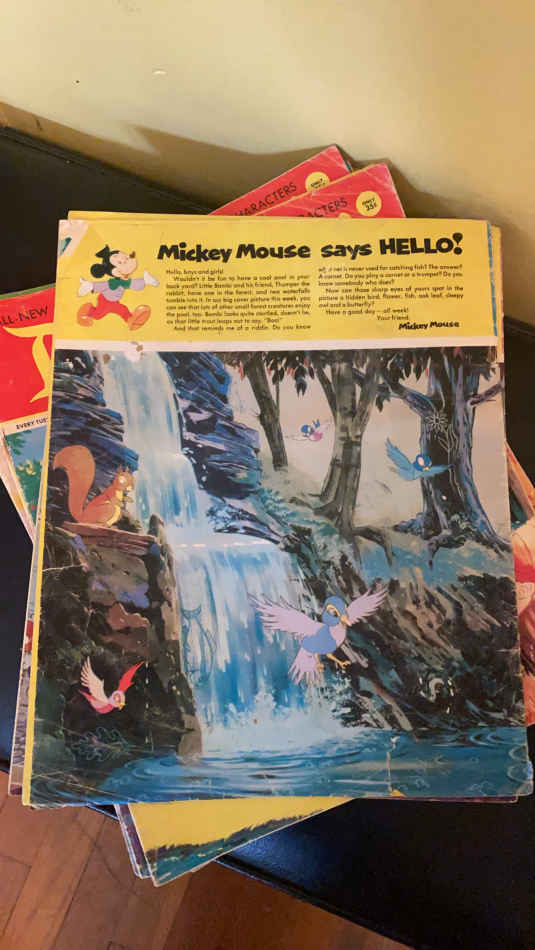 CHARACTERS
ONLY
CHARACTERS
ONLY
35¢
ALL-NEW
EVERY TUE
Mickey Mouse says HELLO!
Hello, boys and girls!
Wouldn't it be fun to have a cool pool in your
back yard? Little Bambi and his friend, Thumper the
rabbit, have one in the forest, and two waterfalls
tumble into it. In our big cover picture this week, you
can see that lots of other small forest creatures enjoy
the pool, too. Bambi looks quite startled, doesn't he,
as that little trout leaps out to say, "Boo!"
And that reminds me of a riddle. Do you know
net is never used for catching fish? The answer?
A cornet. Do you play a cornet or a trumpet? Do you
know somebody who does?
Now can those sharp eyes of yours spot in the
picture a hidden bird, flower, fish, oak leaf, sleepy
owl and a butterfly?
Have a good day — all week!
Your friend,
Mickey Mouse